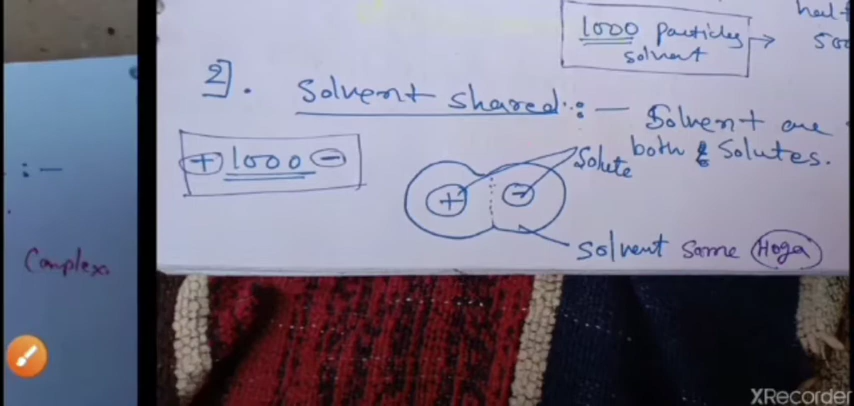 1000 particles
solvent
2]. Solvent shared :- Solvent are
both & Solutes.
+ 1000 -
Solute
+ -
Solvent same Hoga
:-
Complex.
XRecorder